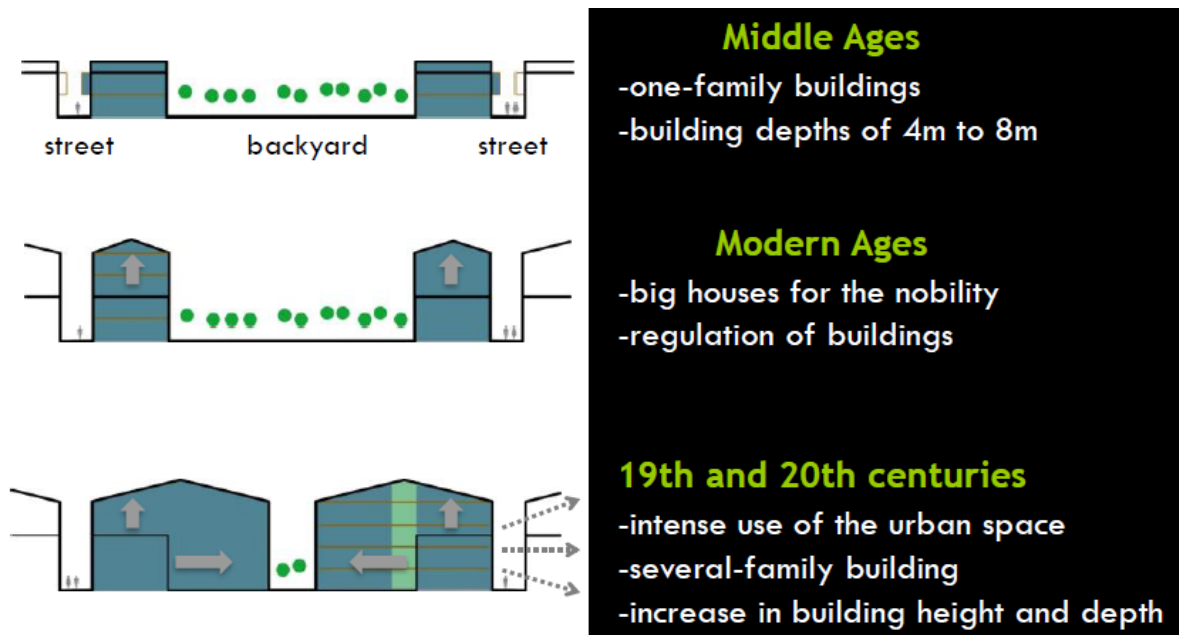 Middle Ages
-one-family buildings
-building depths of 4m to 8m
street backyard street
Modern Ages
-big houses for the nobility
-regulation of buildings
19th and 20th centuries
-intense use of the urban space
-several-family building
-increase in building height and depth